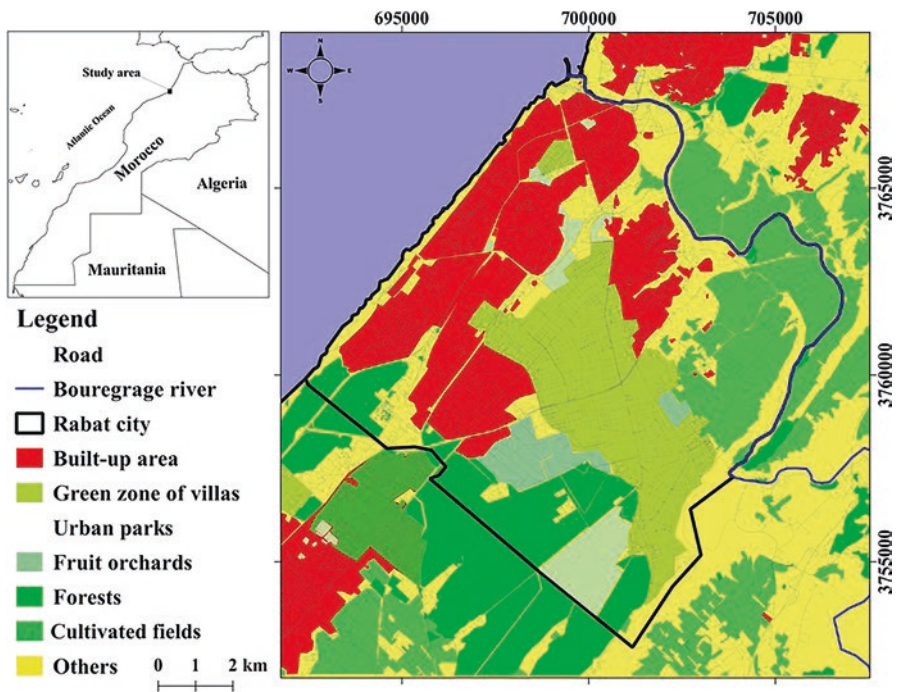 695000 700000 705000
N
W E
S
Study area
Atlantic Ocean
Morocco
Algeria
Mauritania
3765000
3760000
3755000
Legend
Road
Bouregrage river
Rabat city
Built-up area
Green zone of villas
Urban parks
Fruit orchards
Forests
Cultivated fields
Others
0 1 2 km